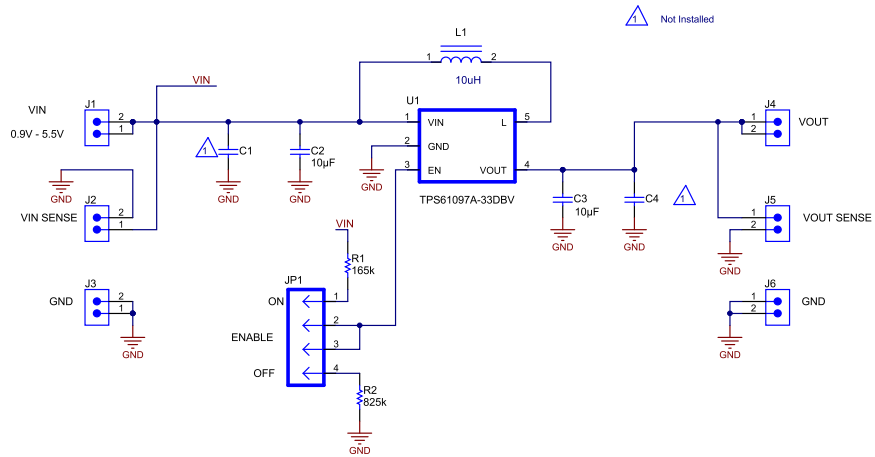 1 Not Installed
L1
1 2
10uH
VIN
VIN
0.9V - 5.5V
J1
2
1
U1
1 VIN L 5
2 GND
3 EN VOUT 4
TPS61097A-33DBV
1 C1
C2
10µF
GND
GND
GND
GND
J2
2
1
VIN SENSE
C3
10µF
C4
1
GND
GND
J4
1
2
VOUT
J5
1
2
VOUT SENSE
GND
VIN
R1
165k
JP1
ON 1
2
ENABLE
3
OFF 4
R2
825k
GND
GND
J3
2
1
GND
J6
1
2
GND
GND